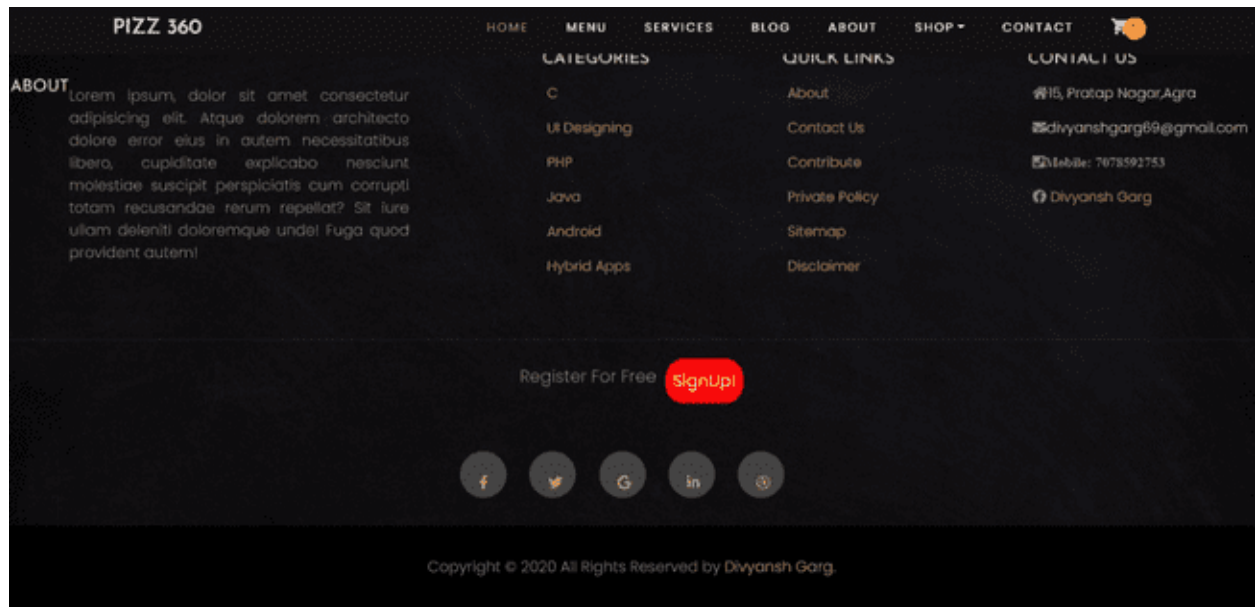 PIZZ 360
HOME MENU SERVICES BLOG ABOUT SHOP CONTACT
ABOUT
Lorem ipsum, dolor sit amet consectetur
adipisicing elit. Atque dolorem architecto
dolore error eius in autem necessitatibus
libero, cupiditate explicabo nesciunt
molestiae suscipit perspiciatis cum corrupti
totam recusandae rerum repellat? Sit iure
ullam deleniti doloremque unde! Fuga quod
provident autem!
CATEGORIES
C
UI Designing
PHP
Java
Android
Hybrid Apps
QUICK LINKS
About
Contact Us
Contribute
Private Policy
Sitemap
Disclaimer
CONTACT US
15, Pratap Nagar,Agra
divyanshgarg69@gmail.com
Mobile: 7078592753
Divyansh Garg
Register For Free SignUp!
f G in
Copyright © 2020 All Rights Reserved by Divyansh Garg.